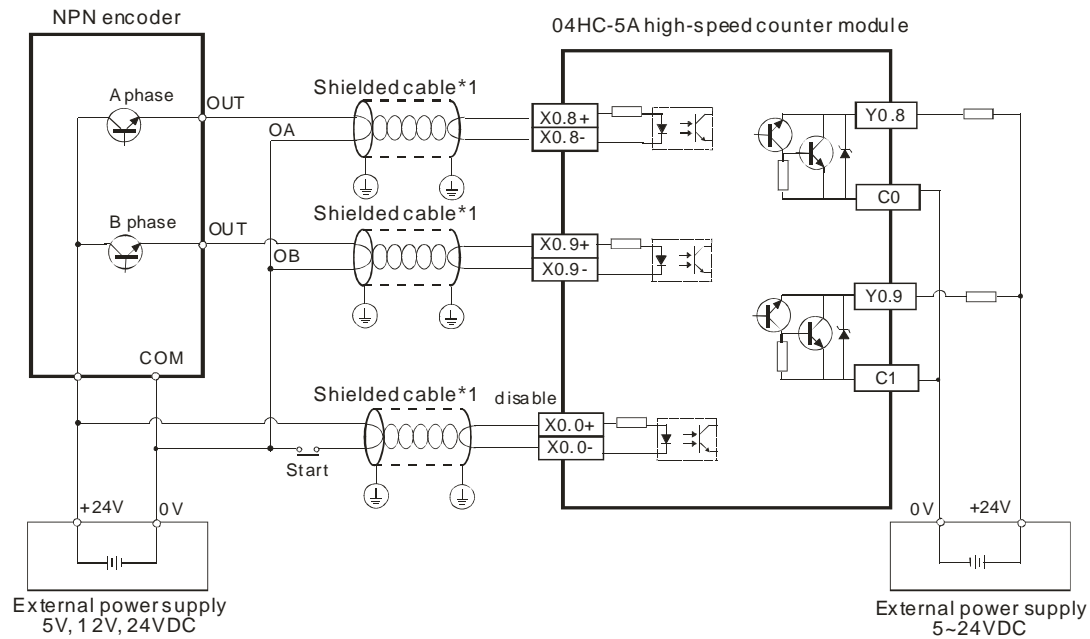 NPN encoder
04HC-5A high-speed counter module
A phase
OUT
Shielded cable*1
OA
X0.8+
X0.8-
Y0.8
C0
B phase
OUT
Shielded cable*1
OB
X0.9+
X0.9-
Y0.9
C1
COM
Shielded cable*1
disable
X0.0+
X0.0-
Start
+24V
0V
External power supply
5V, 12V, 24VDC
0V
+24V
External power supply
5~24VDC